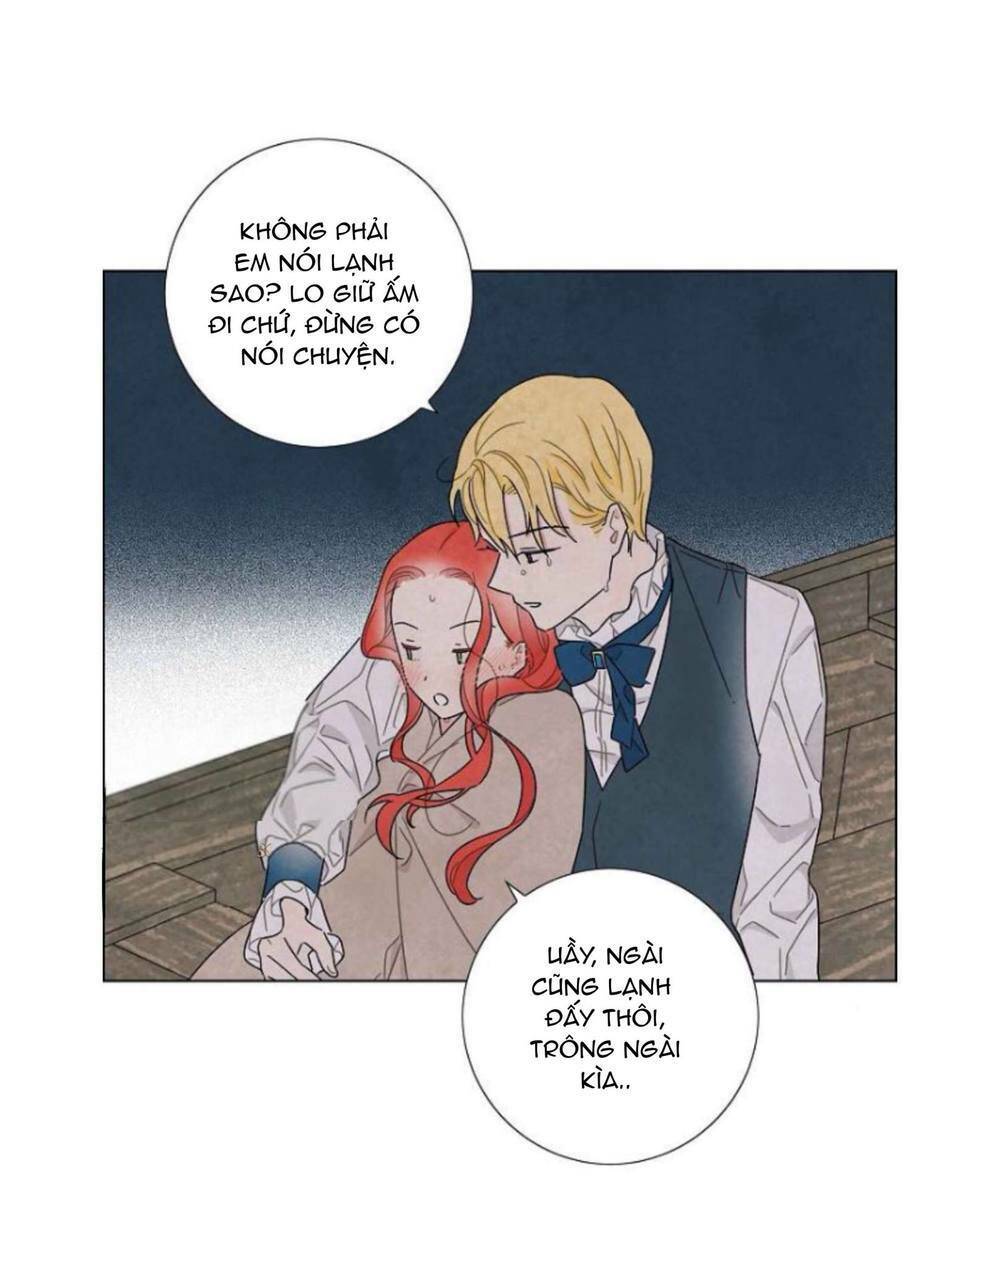 KHÔNG PHẢI
EM NÓI LẠNH
SAO? LO GIỮ ẤM
ĐI CHỨ, ĐỪNG CÓ
NÓI CHUYỆN.
UẦY, NGÀI
CŨNG LẠNH
ĐẤY THÔI,
TRÔNG NGÀI
KÌA..